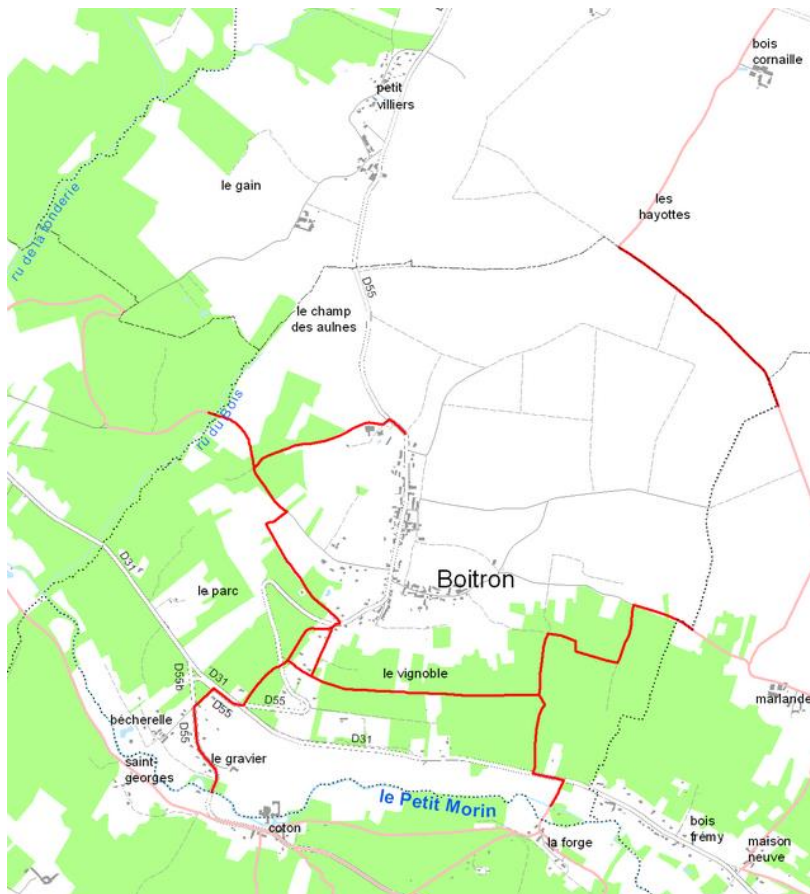 bois
cornaille
petit
villiers
le gain
les
hayottes
ru de la fonderie
D55
le champ
des aulnes
ru du Bois
D31
Boitron
le parc
le vignoble
D31
D55b
D55
D55
marlande
bécherelle
D55
D31
le gravier
saint-
georges
le Petit Morin
coton
bois
frémy
la forge
maison
neuve